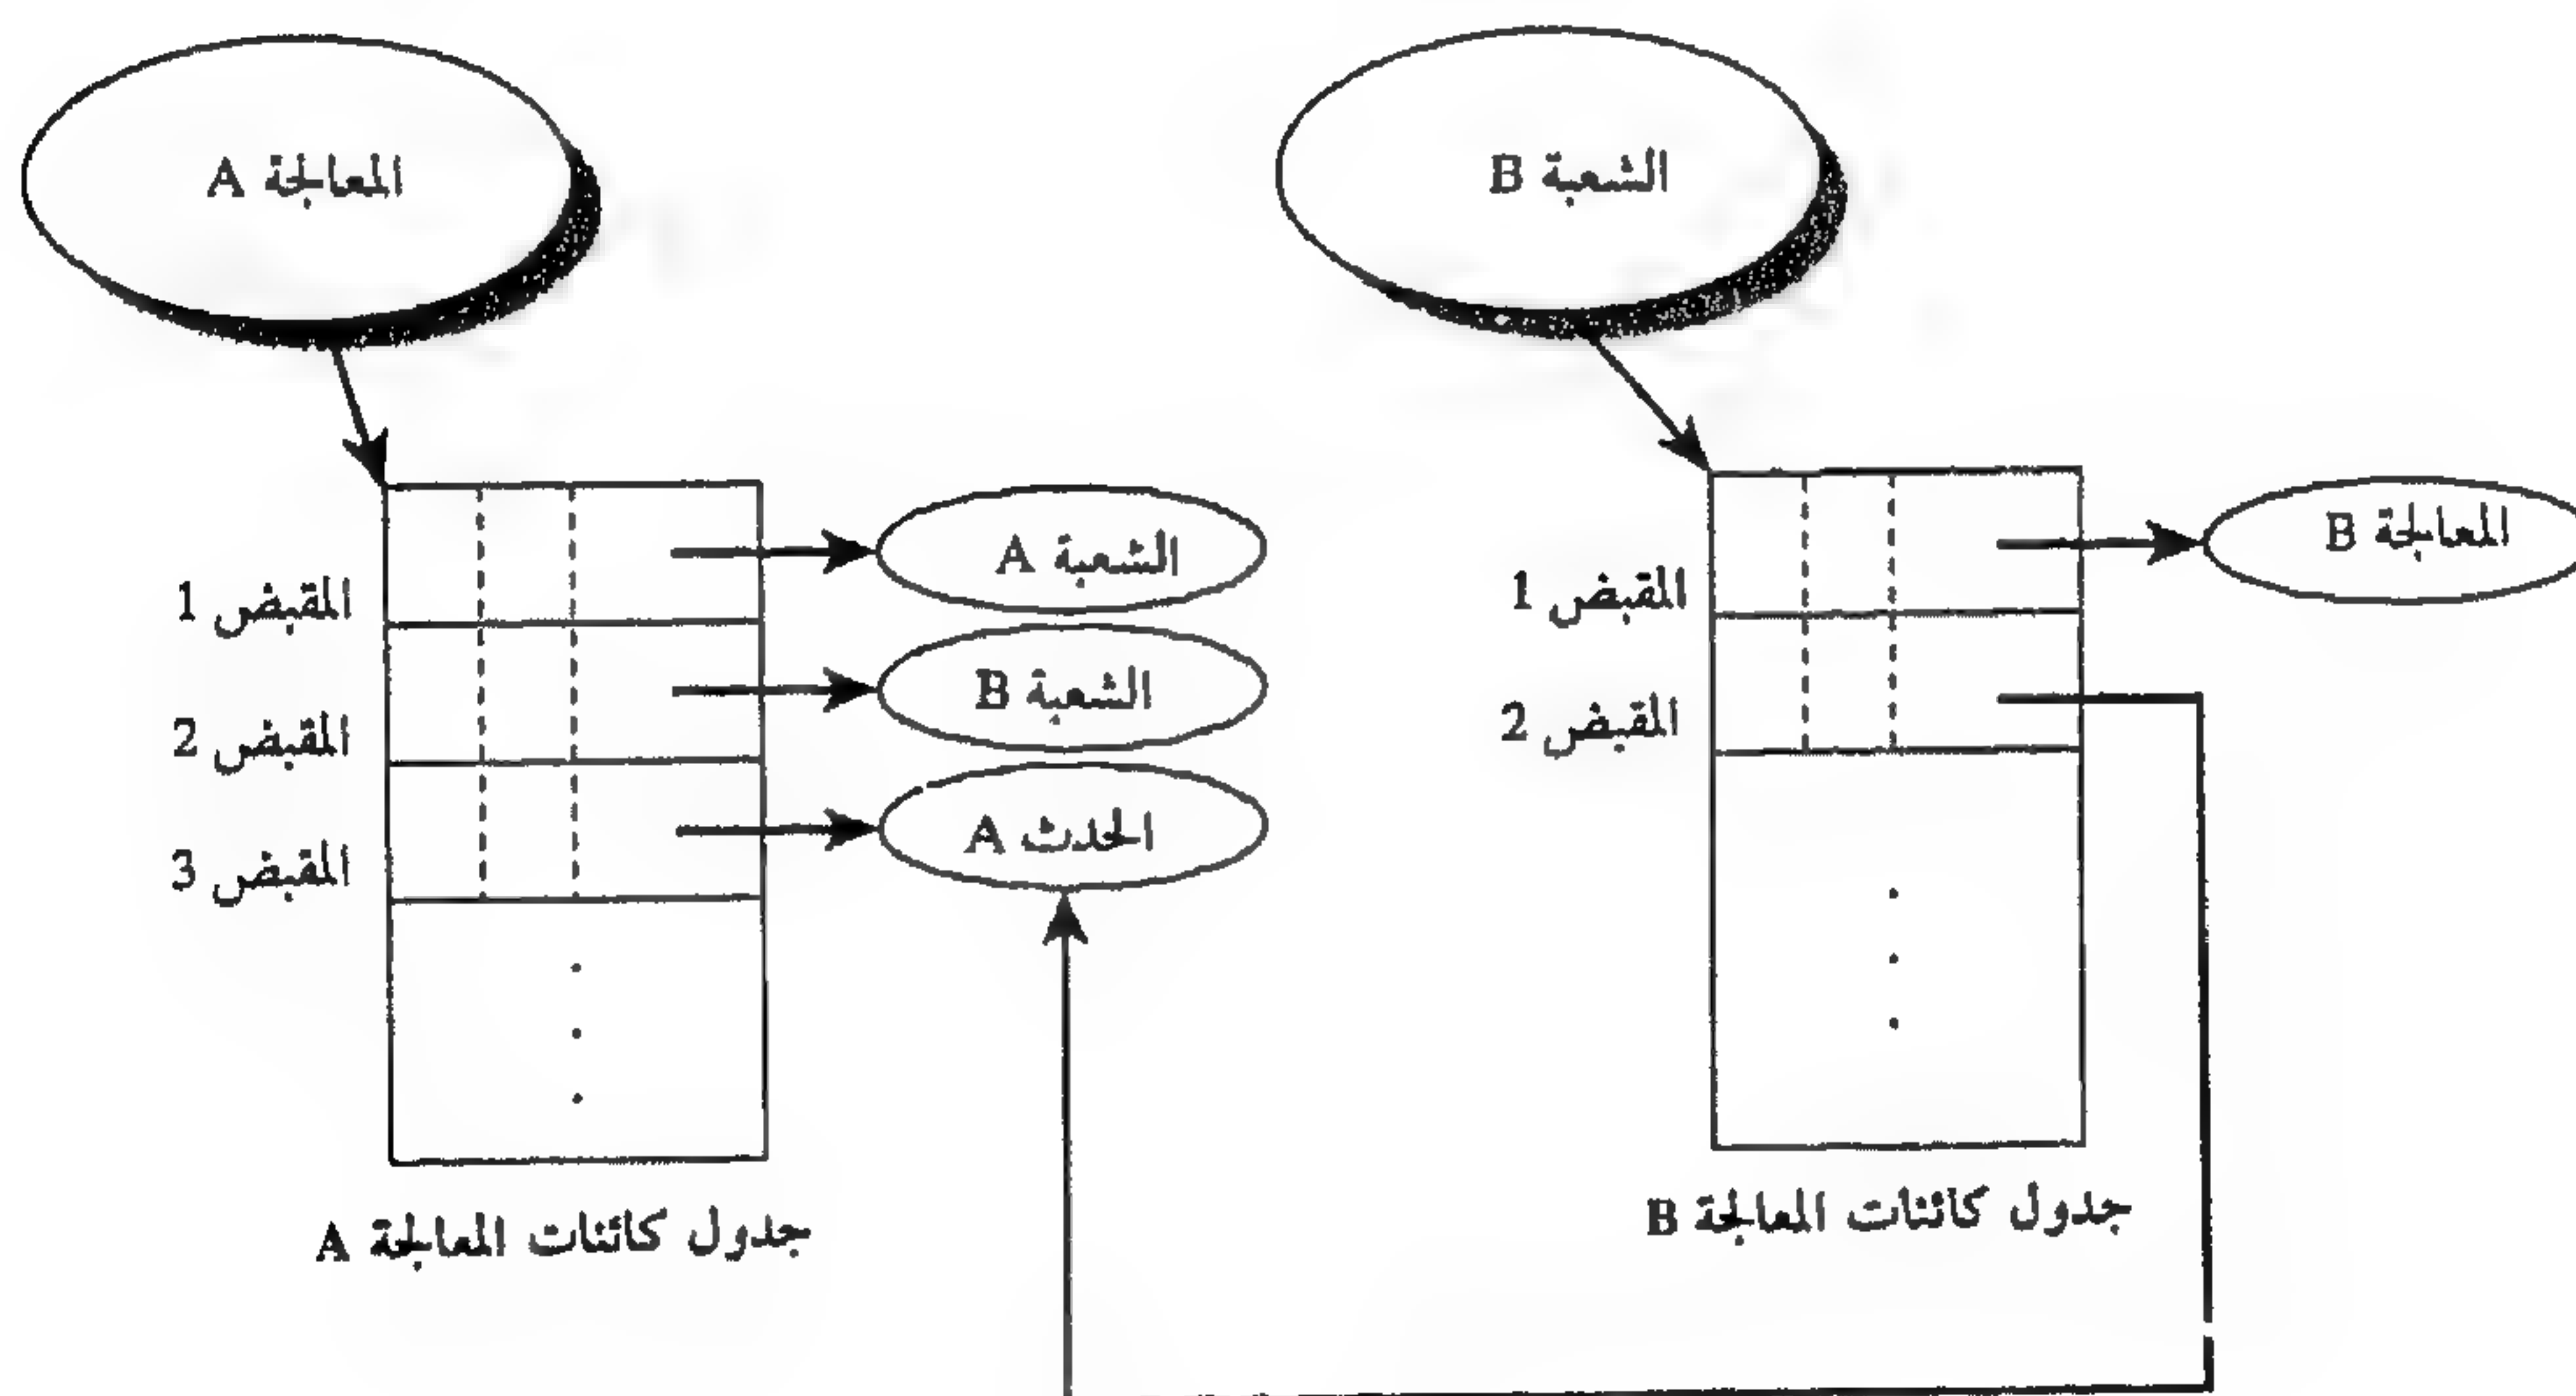 المعالجة A
الشعبة B
المقبض 1
الشعبة A
المقبض 2
الشعبة B
المقبض 3
الحدث A
جدول كائنات المعالجة A
المقبض 1
المعالجة B
المقبض 2
جدول كائنات المعالجة B